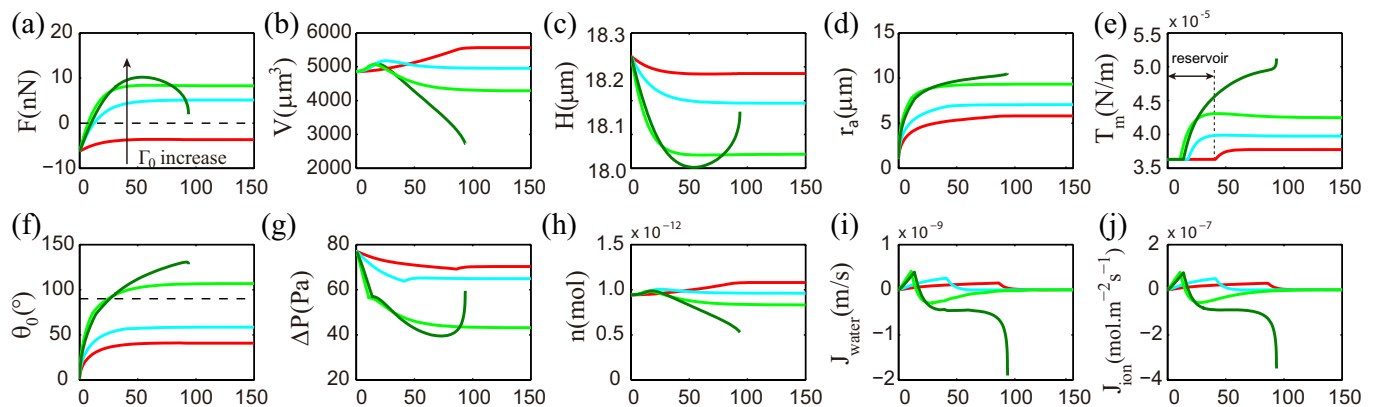 (a) (b) (c) (d) (e) × 10⁻⁵
F(nN) 20 10 0 −10 Γ₀ increase 0 50 100 150
V(μm³) 6000 5000 4000 3000 2000 0 50 100 150
H(μm) 18.3 18.2 18.1 18.0 0 50 100 150
rₐ(μm) 15 10 5 0 0 50 100 150
Tₘ(N/m) 5.5 5.0 4.5 4.0 3.5 reservoir 0 50 100 150
(f) (g) (h) (i) (j)
θ₀(°) 150 100 50 0 0 50 100 150
ΔP(Pa) 80 60 40 20 0 50 100 150
n(mol) × 10⁻¹² 1.5 1.0 0.5 0 0 50 100 150
J_water(m/s) × 10⁻⁹ 1 0 −1 −2 0 50 100 150
J_ion(mol.m⁻²s⁻¹) × 10⁻⁷ 2 0 −2 −4 0 50 100 150